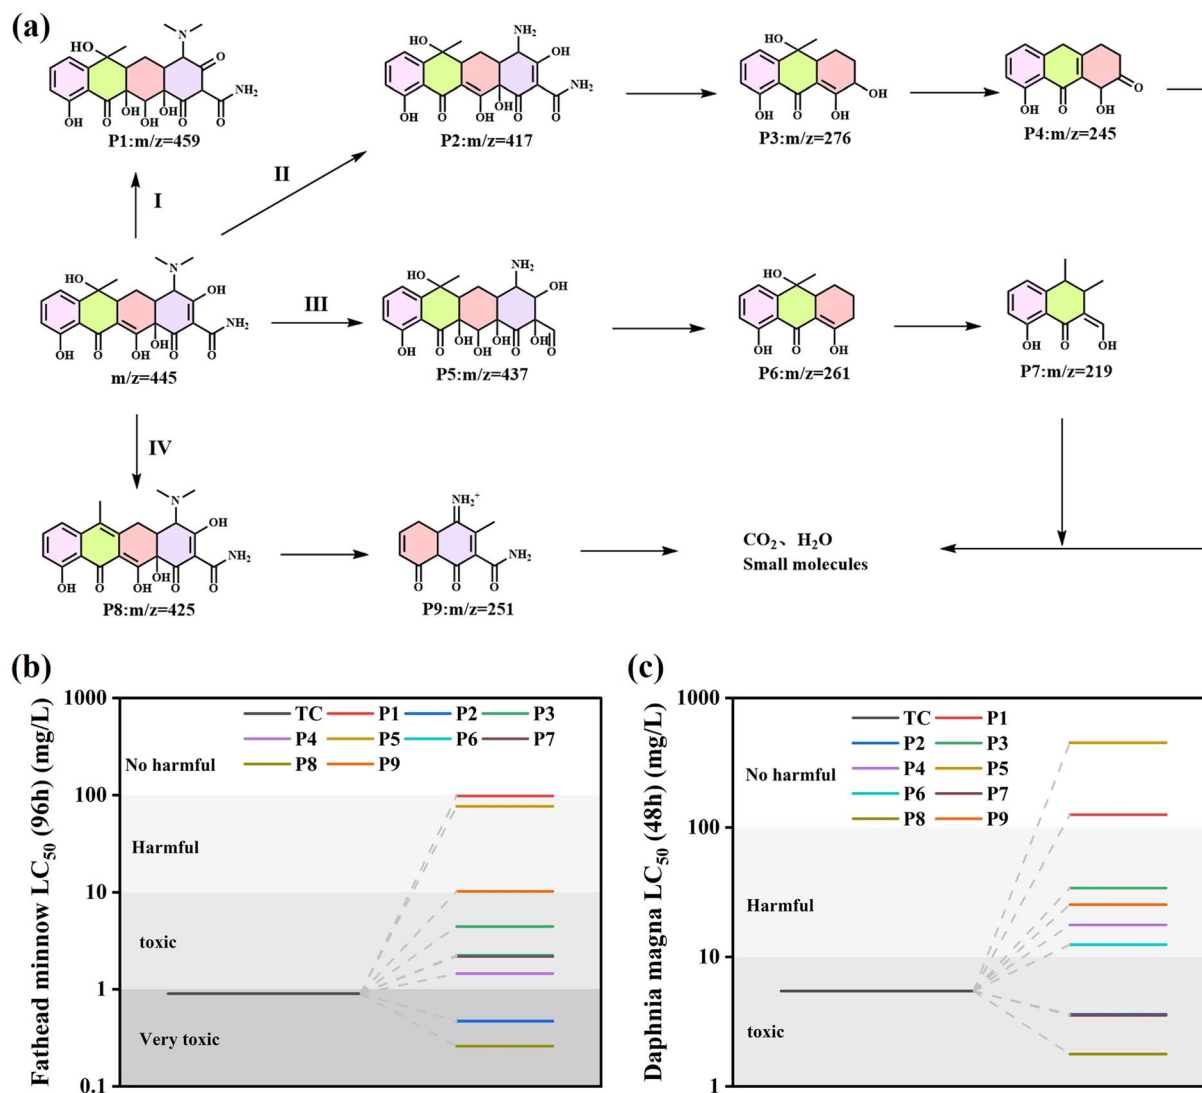 (a)
HO
N
O
NH₂
OH
O
OH
OH
OH
O
O
P1:m/z=459
HO
NH₂
OH
NH₂
OH
O
OH
OH
O
O
P2:m/z=417
HO
OH
OH
O
OH
P3:m/z=276
O
O
OH
OH
P4:m/z=245
I
II
HO
N
OH
NH₂
OH
O
OH
OH
O
O
m/z=445
III
HO
NH₂
OH
OH
O
OH
OH
O
OH
O
P5:m/z=437
HO
OH
O
OH
P6:m/z=261
OH
O
OH
P7:m/z=219
IV
N
OH
NH₂
OH
O
OH
OH
O
O
P8:m/z=425
NH₂⁺
NH₂
O
O
O
P9:m/z=251
CO₂、H₂O
Small molecules
(b)
Fathead minnow LC₅₀ (96h) (mg/L)
1000
100
10
1
0.1
TC P1 P2 P3
P4 P5 P6 P7
P8 P9
No harmful
Harmful
toxic
Very toxic
(c)
Daphnia magna LC₅₀ (48h) (mg/L)
1000
100
10
1
TC P1
P2 P3
P4 P5
P6 P7
P8 P9
No harmful
Harmful
toxic